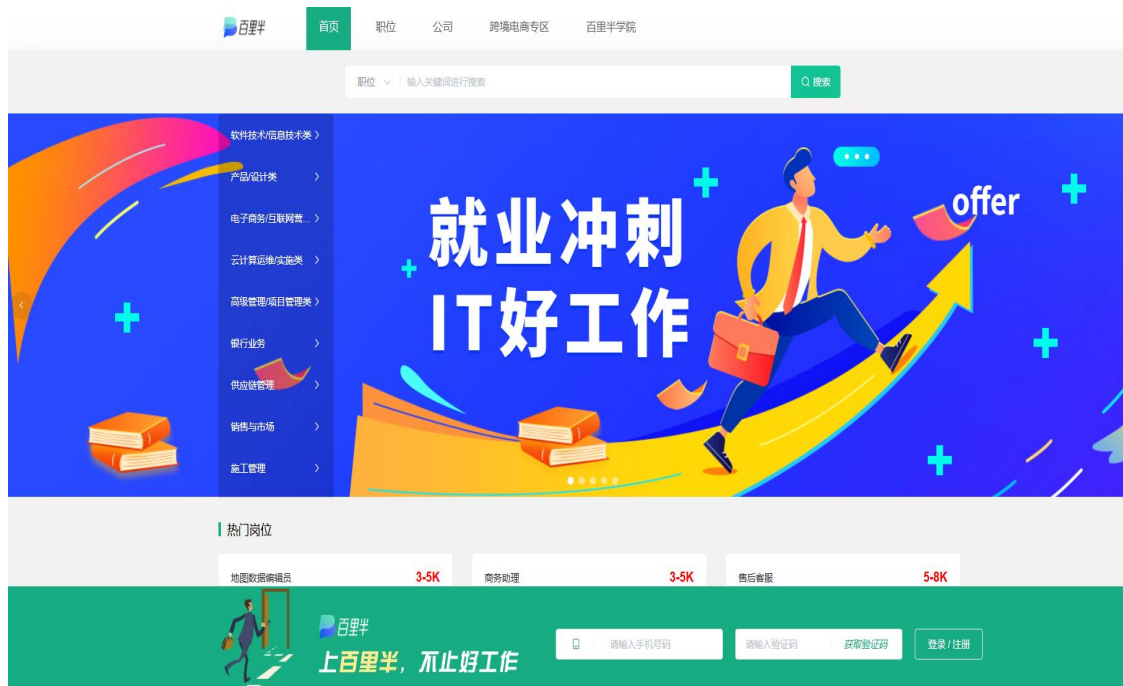 百里半
首页 职位 公司 跨境电商专区 百里半学院
职位 输入关键词进行搜索 搜索
软件技术/信息技术类
产品/设计类
电子商务/互联网营...
云计算运维/实施类
高级管理/项目管理类
银行业务
供应链管理
销售与市场
施工管理
就业冲刺
IT好工作
offer
热门岗位
地图数据编辑员 3-5K
商务助理 3-5K
售后客服 5-8K
百里半
上百里半，不止好工作
请输入手机号码
请输入验证码 获取验证码
登录 / 注册